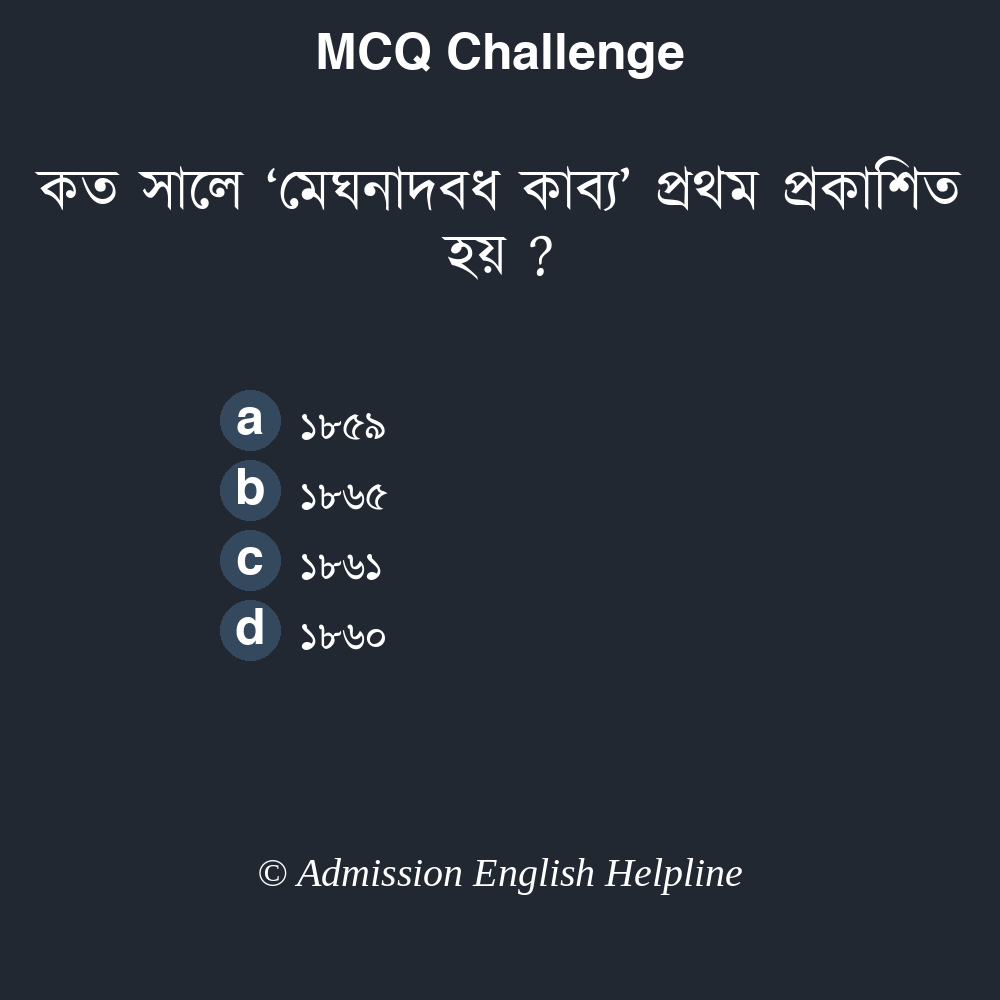 MCQ Challenge
কত সালে ‘মেঘনাদবধ কাব্য’ প্রথম প্রকাশিত
হয় ?
a ১৮৫৯
b ১৮৬৫
c ১৮৬১
d ১৮৬০
© Admission English Helpline